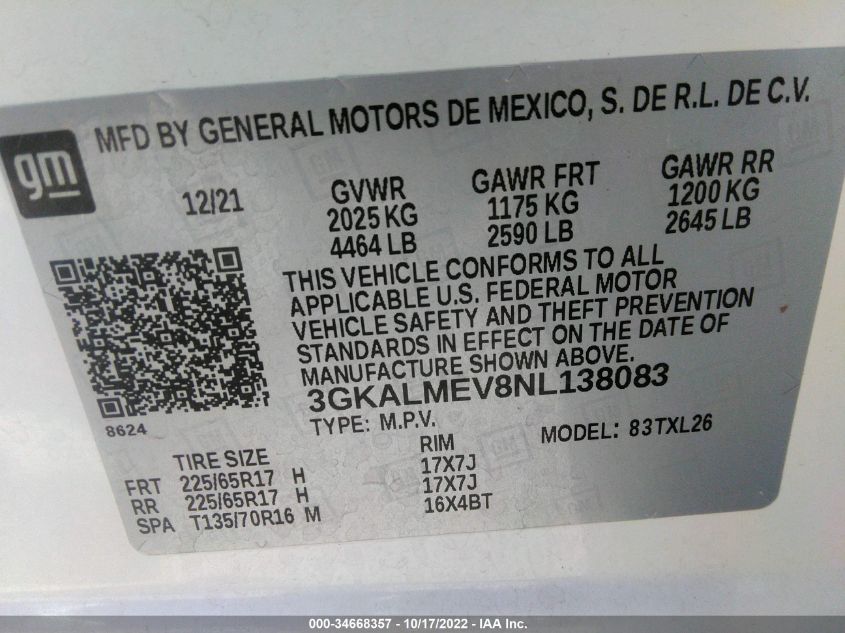 MFD BY GENERAL MOTORS DE MEXICO, S. DE R.L. DE C.V.
gm
12/21
GVWR GAWR FRT GAWR RR
2025 KG 1175 KG 1200 KG
4464 LB 2590 LB 2645 LB
THIS VEHICLE CONFORMS TO ALL
APPLICABLE U.S. FEDERAL MOTOR
VEHICLE SAFETY AND THEFT PREVENTION
STANDARDS IN EFFECT ON THE DATE OF
MANUFACTURE SHOWN ABOVE.
3GKALMEV8NL138083
8624
TYPE: M.P.V. MODEL: 83TXL26
TIRE SIZE RIM
FRT 225/65R17 H 17X7J
RR 225/65R17 H 17X7J
SPA T135/70R16 M 16X4BT
000-34668357 - 10/17/2022 - IAA Inc.